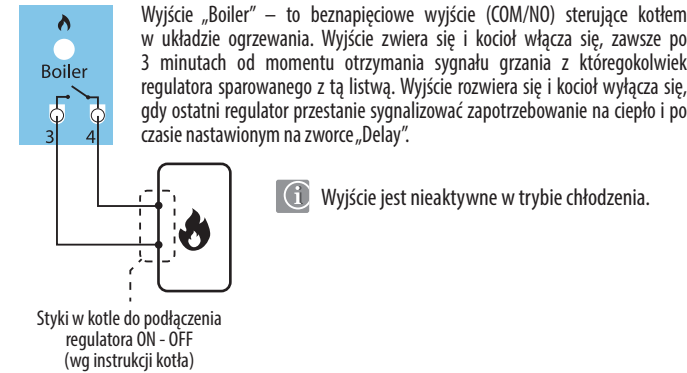 Boiler
3 4
Wyjście „Boiler” – to beznapięciowe wyjście (COM/NO) sterujące kotłem
w układzie ogrzewania. Wyjście zwiera się i kocioł włącza się, zawsze po
3 minutach od momentu otrzymania sygnału grzania z któregokolwiek
regulatora sparowanego z tą listwą. Wyjście rozwiera się i kocioł wyłącza się,
gdy ostatni regulator przestanie sygnalizować zapotrzebowanie na ciepło i po
czasie nastawionym na zworce „Delay”.
i Wyjście jest nieaktywne w trybie chłodzenia.
Styki w kotle do podłączenia
regulatora ON - OFF
(wg instrukcji kotła)